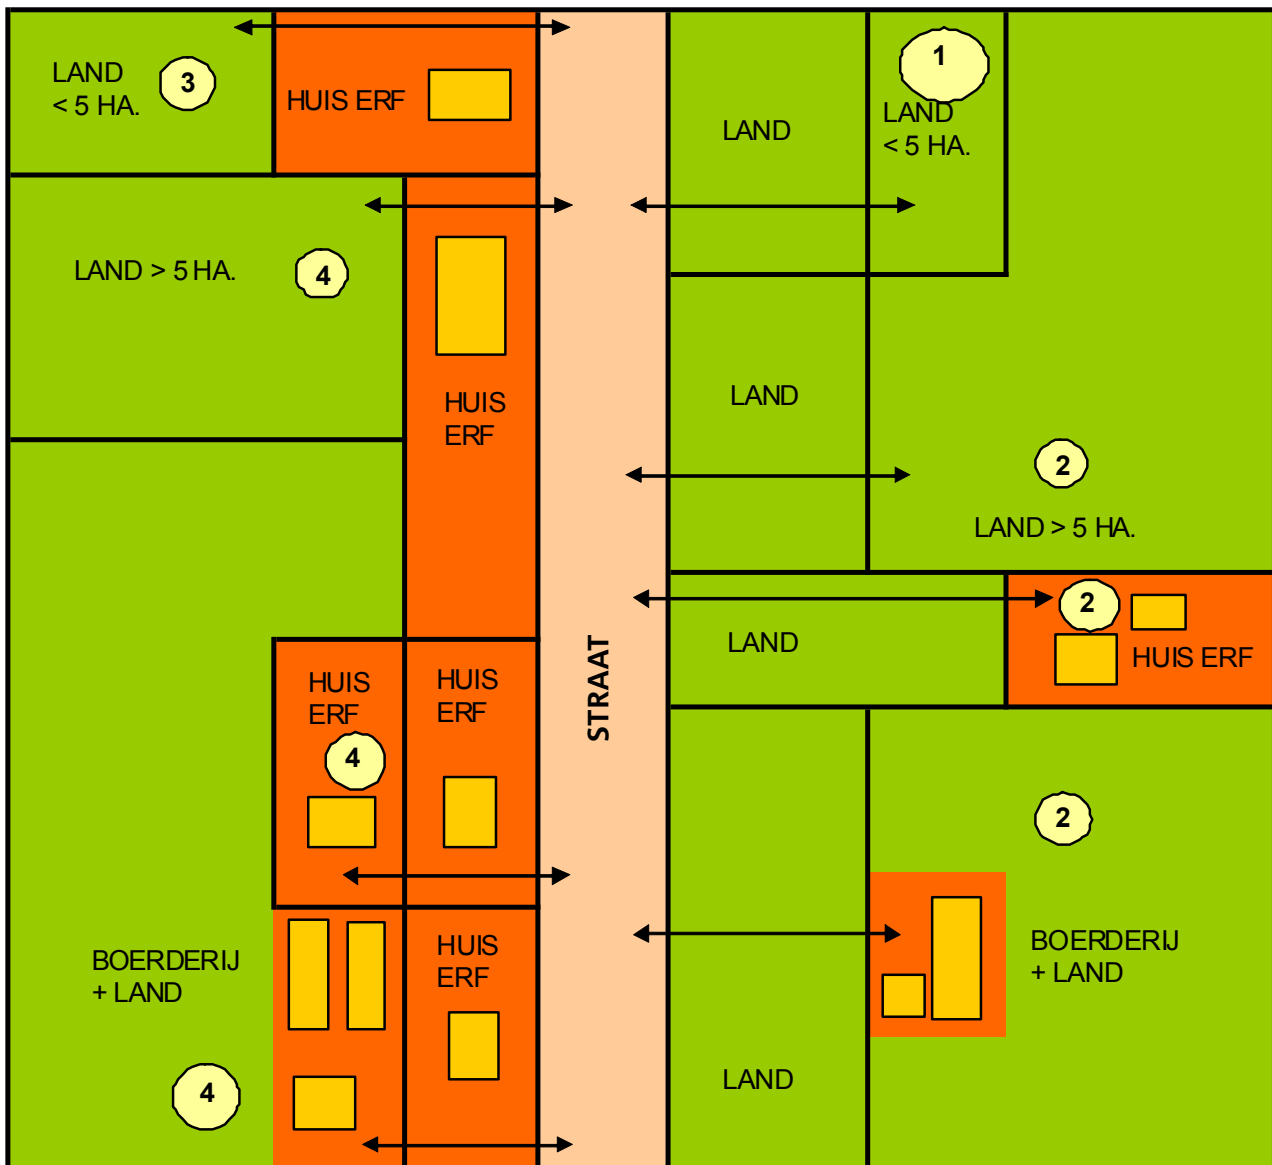 LAND
< 5 HA.
3
HUIS ERF
LAND
1
LAND
< 5 HA.
LAND > 5 HA.
4
HUIS
ERF
LAND
2
LAND > 5 HA.
STRAAT
LAND
2
HUIS ERF
HUIS
ERF
4
HUIS
ERF
2
BOERDERIJ
+ LAND
4
HUIS
ERF
LAND
BOERDERIJ
+ LAND